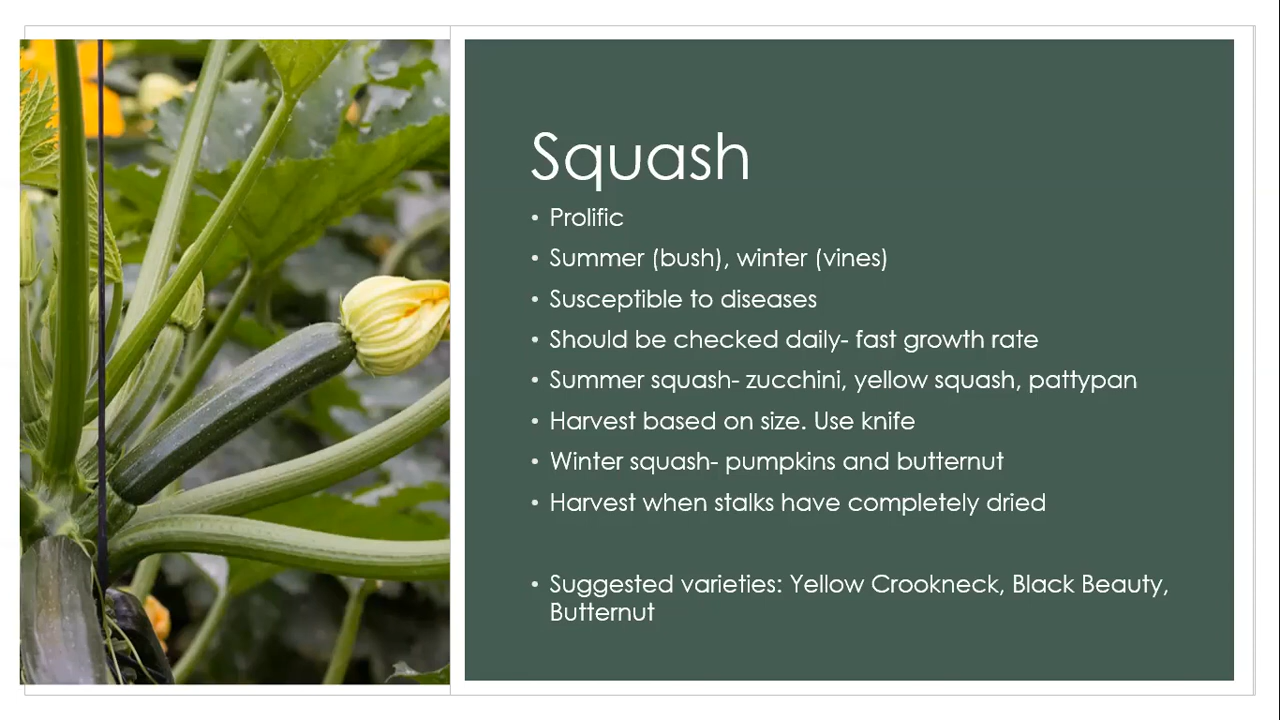 Squash
• Prolific
• Summer (bush), winter (vines)
• Susceptible to diseases
• Should be checked daily- fast growth rate
• Summer squash- zucchini, yellow squash, pattypan
• Harvest based on size. Use knife
• Winter squash- pumpkins and butternut
• Harvest when stalks have completely dried
• Suggested varieties: Yellow Crookneck, Black Beauty,
Butternut